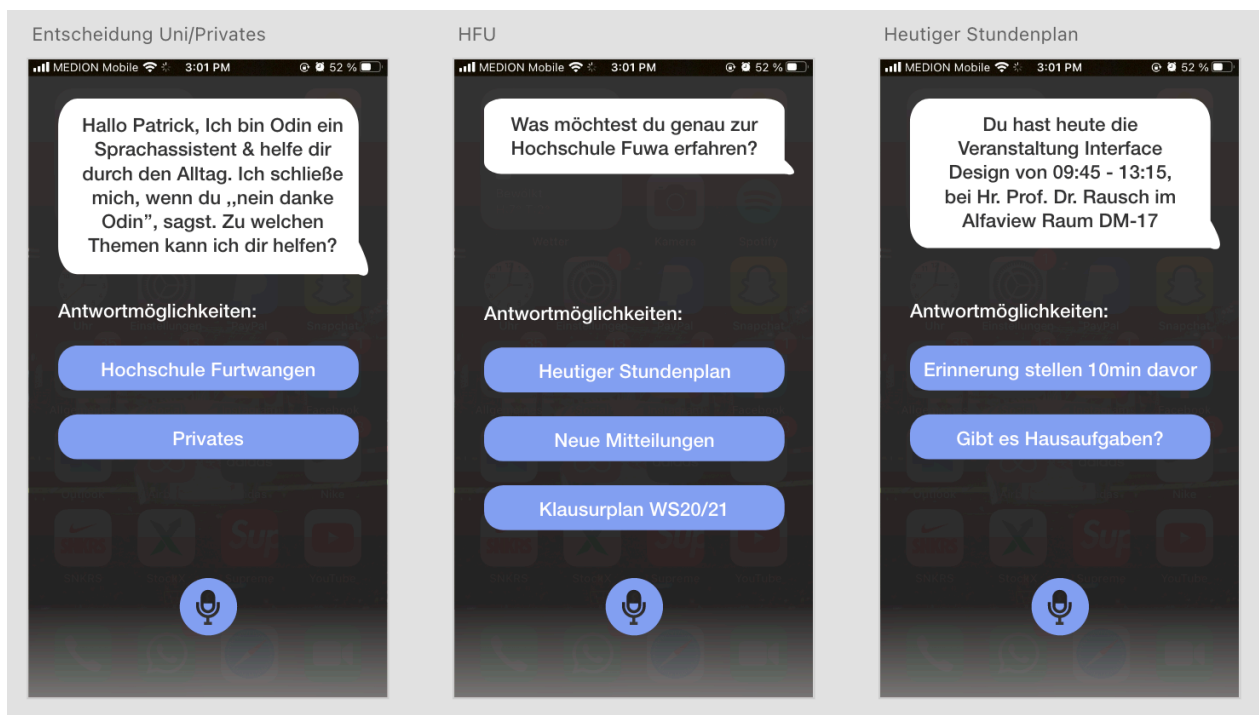 Entscheidung Uni/Privates
MEDION Mobile 3:01 PM 52 %
Hallo Patrick, Ich bin Odin ein
Sprachassistent & helfe dir
durch den Alltag. Ich schließe
mich, wenn du ,,nein danke
Odin”, sagst. Zu welchen
Themen kann ich dir helfen?
Antwortmöglichkeiten:
Hochschule Furtwangen
Privates
HFU
MEDION Mobile 3:01 PM 52 %
Was möchtest du genau zur
Hochschule Fuwa erfahren?
Antwortmöglichkeiten:
Heutiger Stundenplan
Neue Mitteilungen
Klausurplan WS20/21
Heutiger Stundenplan
MEDION Mobile 3:01 PM 52 %
Du hast heute die
Veranstaltung Interface
Design von 09:45 - 13:15,
bei Hr. Prof. Dr. Rausch im
Alfaview Raum DM-17
Antwortmöglichkeiten:
Erinnerung stellen 10min davor
Gibt es Hausaufgaben?